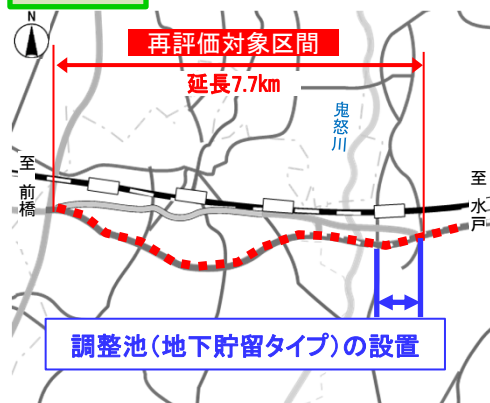 N
再評価対象区間
延長7.7km
鬼怒川
至前橋
至水戸
調整池(地下貯留タイプ)の設置